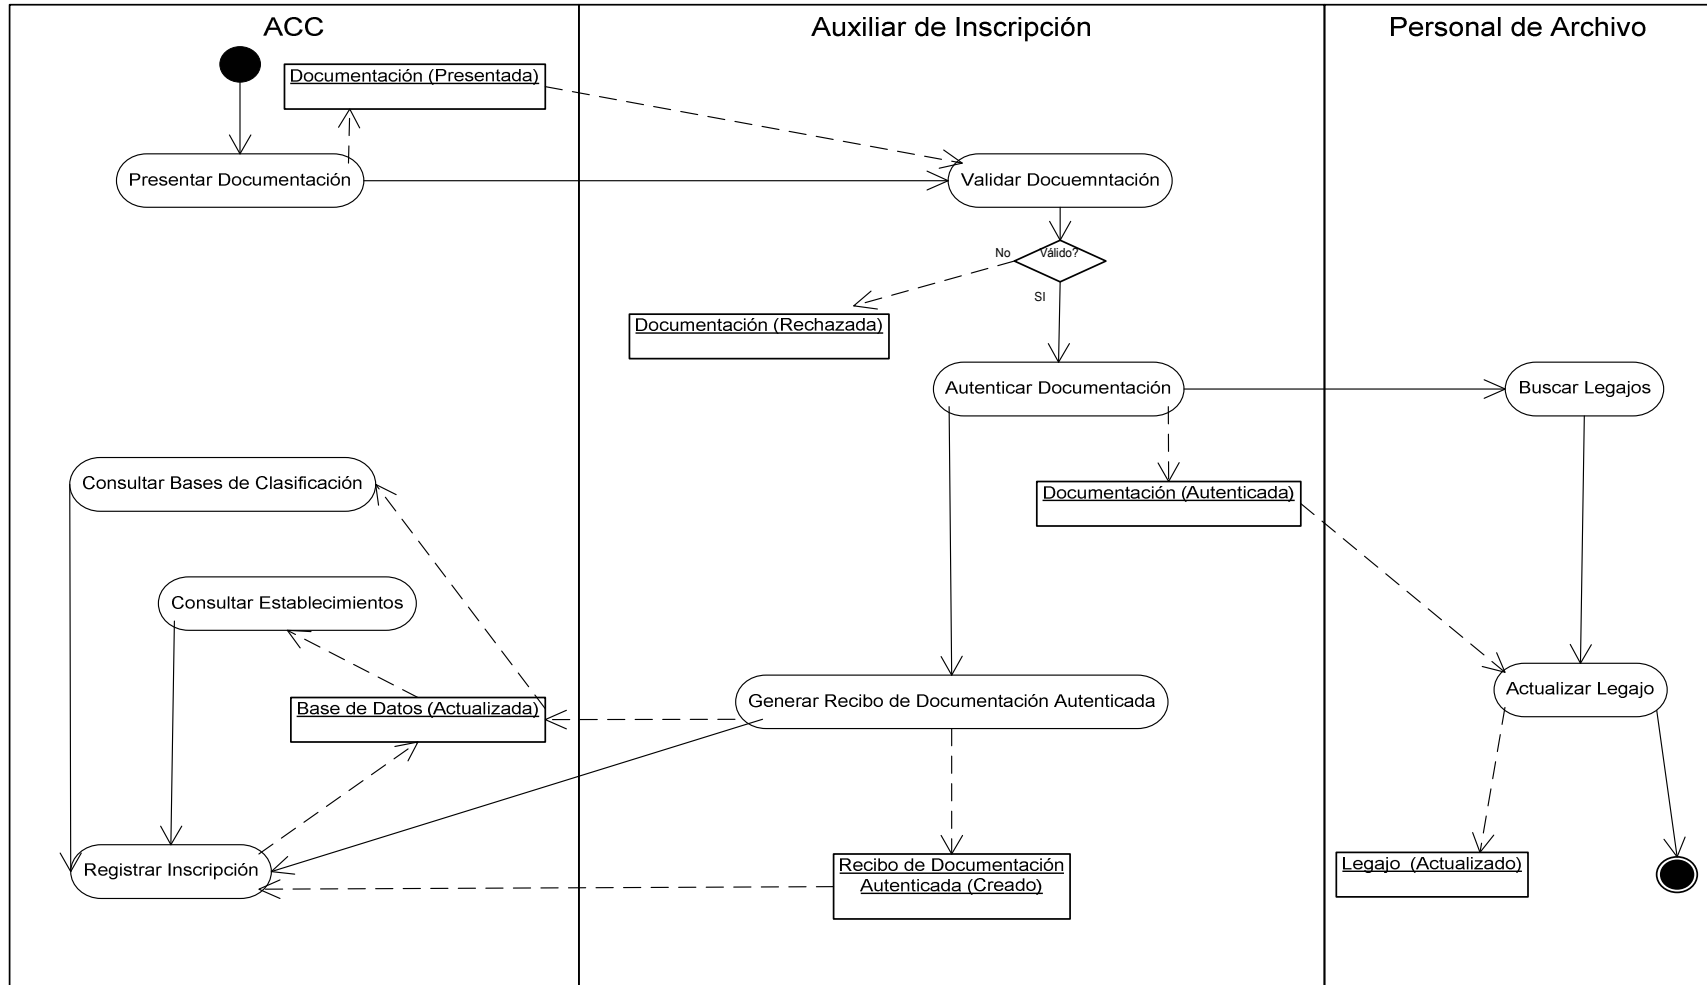 ACC
Auxiliar de Inscripción
Personal de Archivo
Documentación (Presentada)
Presentar Documentación
Validar Docuemntación
No
Válido?
SI
Documentación (Rechazada)
Autenticar Documentación
Buscar Legajos
Consultar Bases de Clasificación
Documentación (Autenticada)
Consultar Establecimientos
Base de Datos (Actualizada)
Generar Recibo de Documentación Autenticada
Actualizar Legajo
Registrar Inscripción
Recibo de Documentación
Autenticada (Creado)
Legajo (Actualizado)